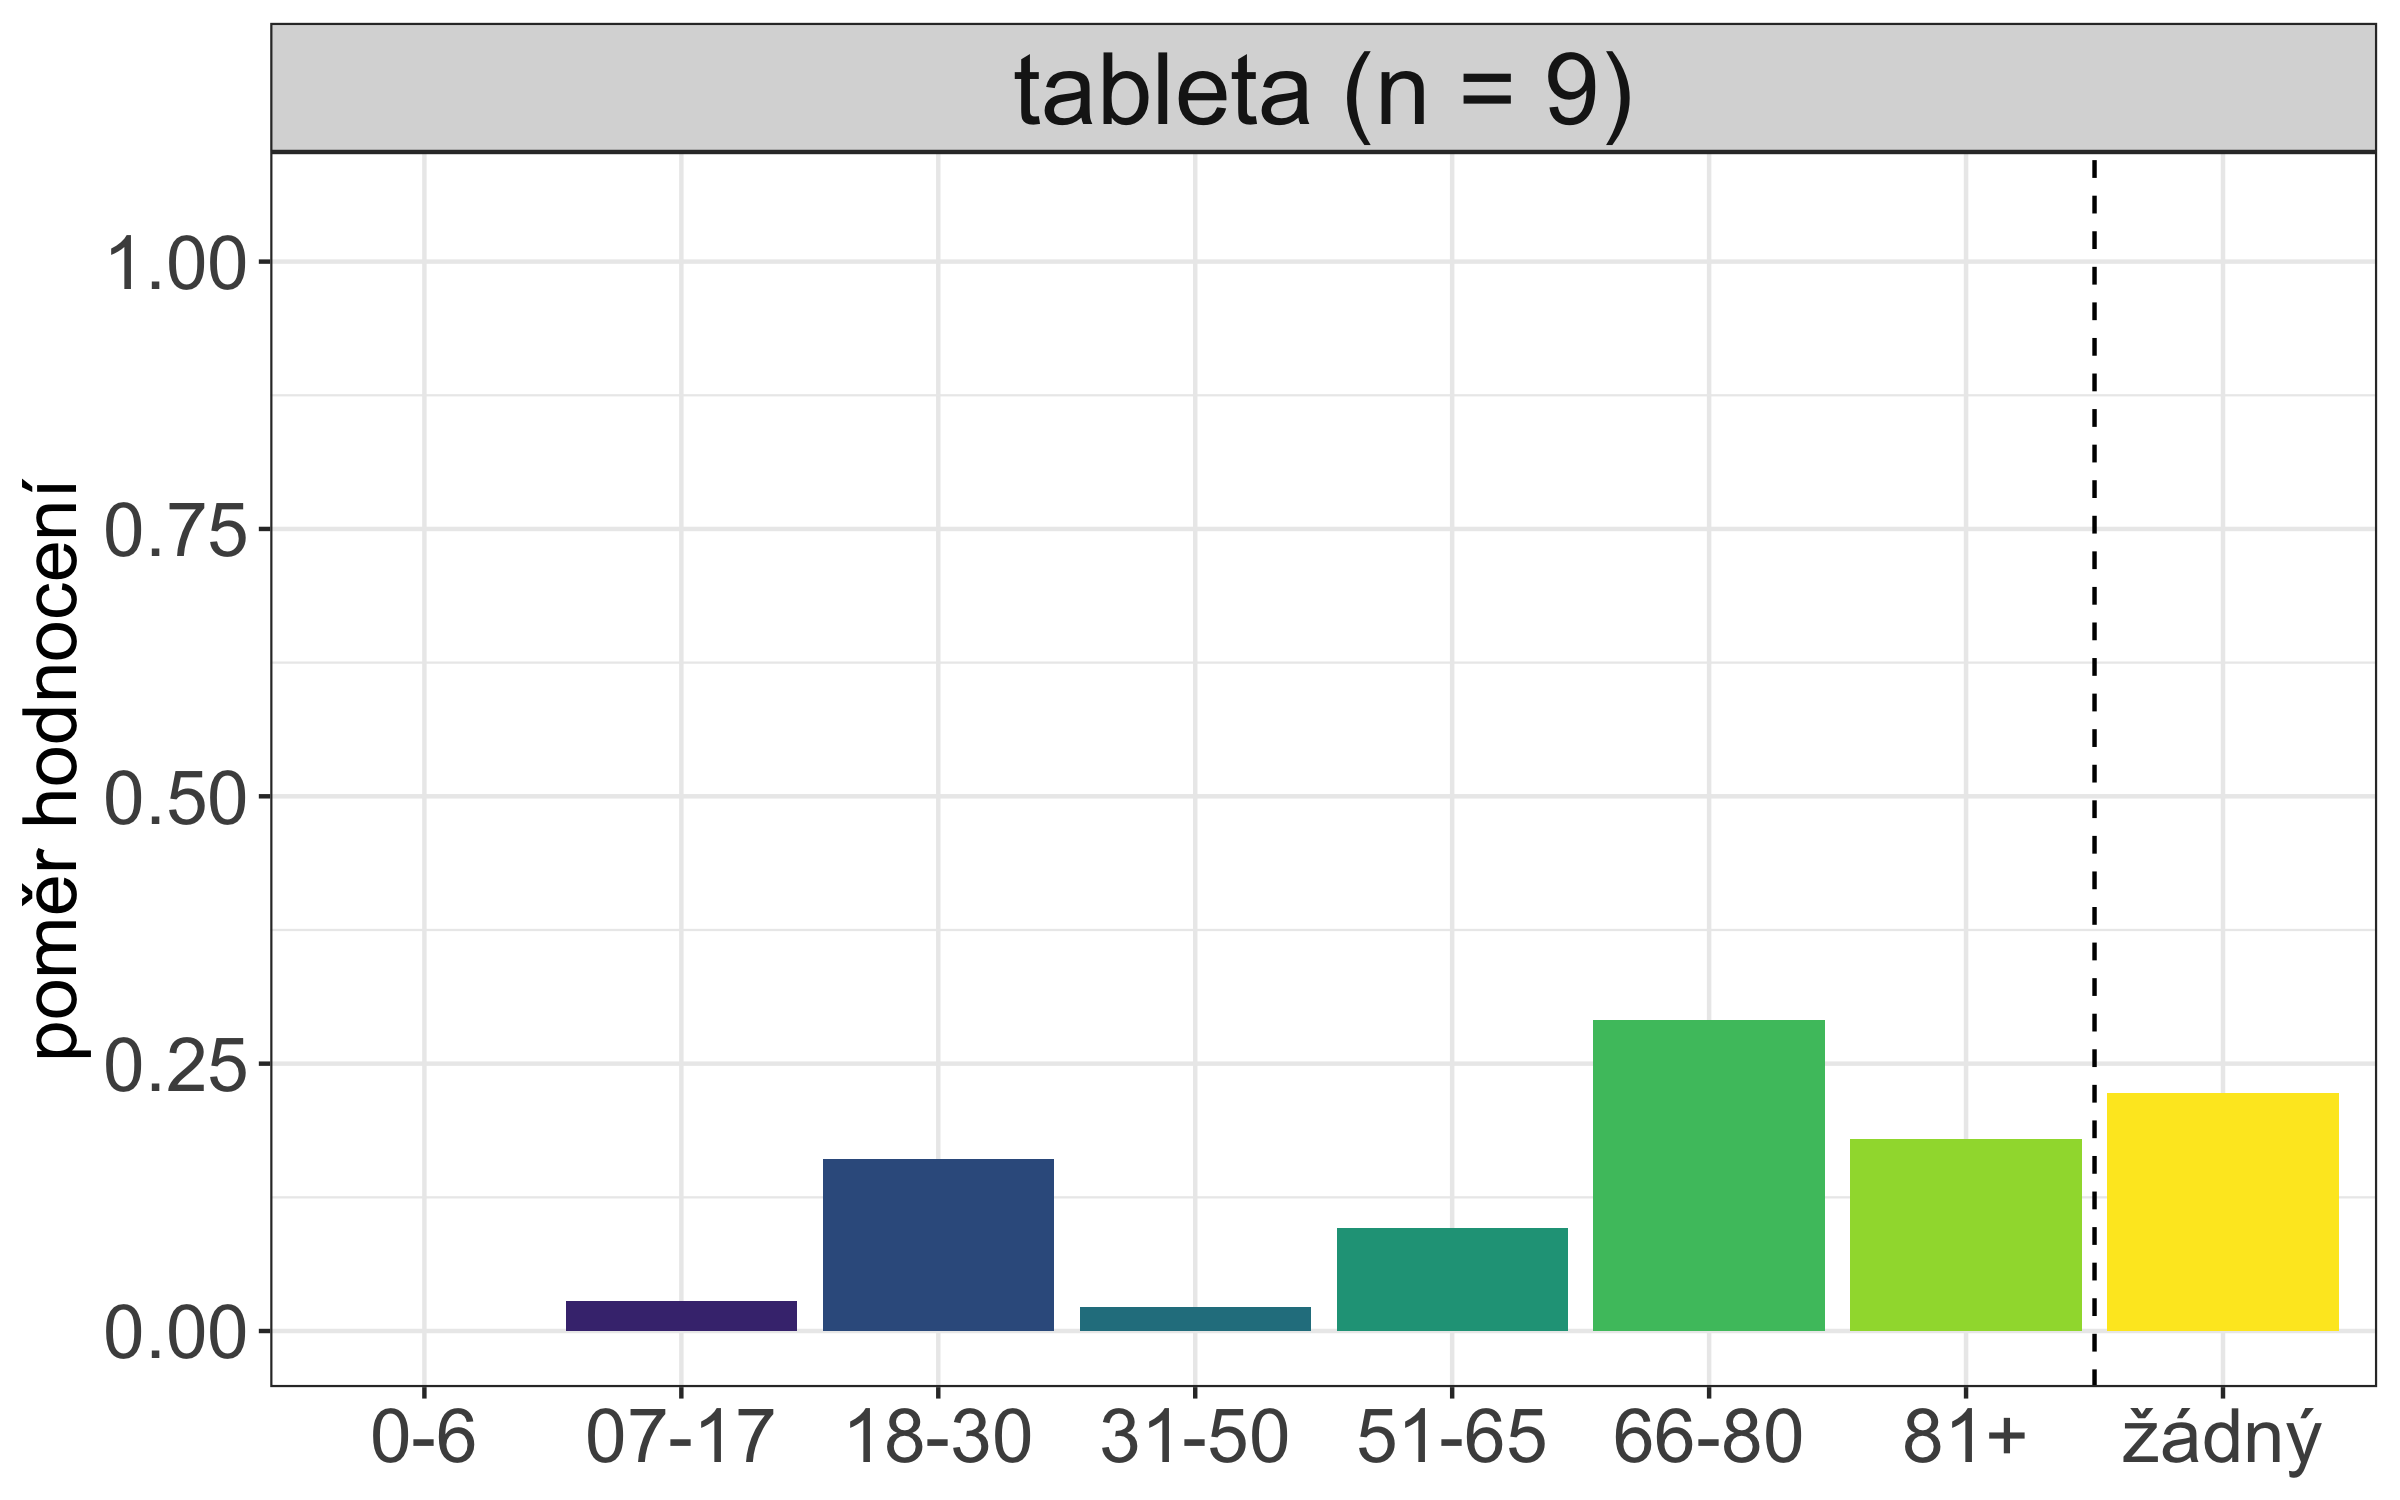 tableta (n = 9)
poměr hodnocení
1.00
0.75
0.50
0.25
0.00
0-6 07-17 18-30 31-50 51-65 66-80 81+ žádný